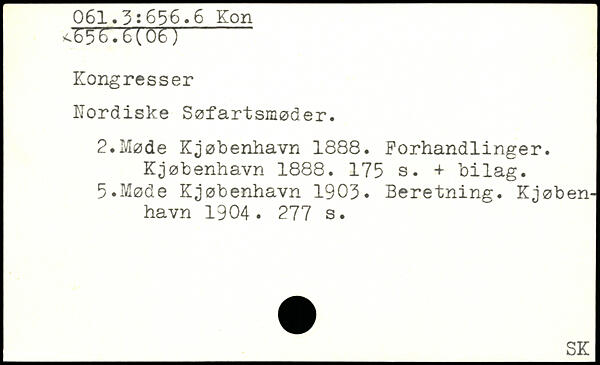 061.3:656.6 Kon
<656.6(06)
Kongresser
Nordiske Søfartsmøder.
2.Møde Kjøbenhavn 1888. Forhandlinger.
Kjøbenhavn 1888. 175 s. + bilag.
5.Møde Kjøbenhavn 1903. Beretning. Kjøben-
havn 1904. 277 s.
SK